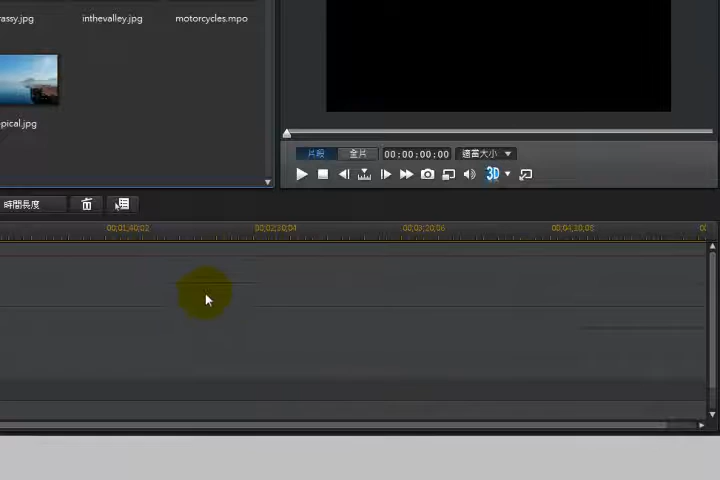 rassy.jpg inthevalley.jpg motorcycles.mpo
pical.jpg
片段 全片 00:00:00:00 適當大小
3D
時間長度
00;01;40;02 00;02;30;04 00;03;20;06 00;04;10;08 00